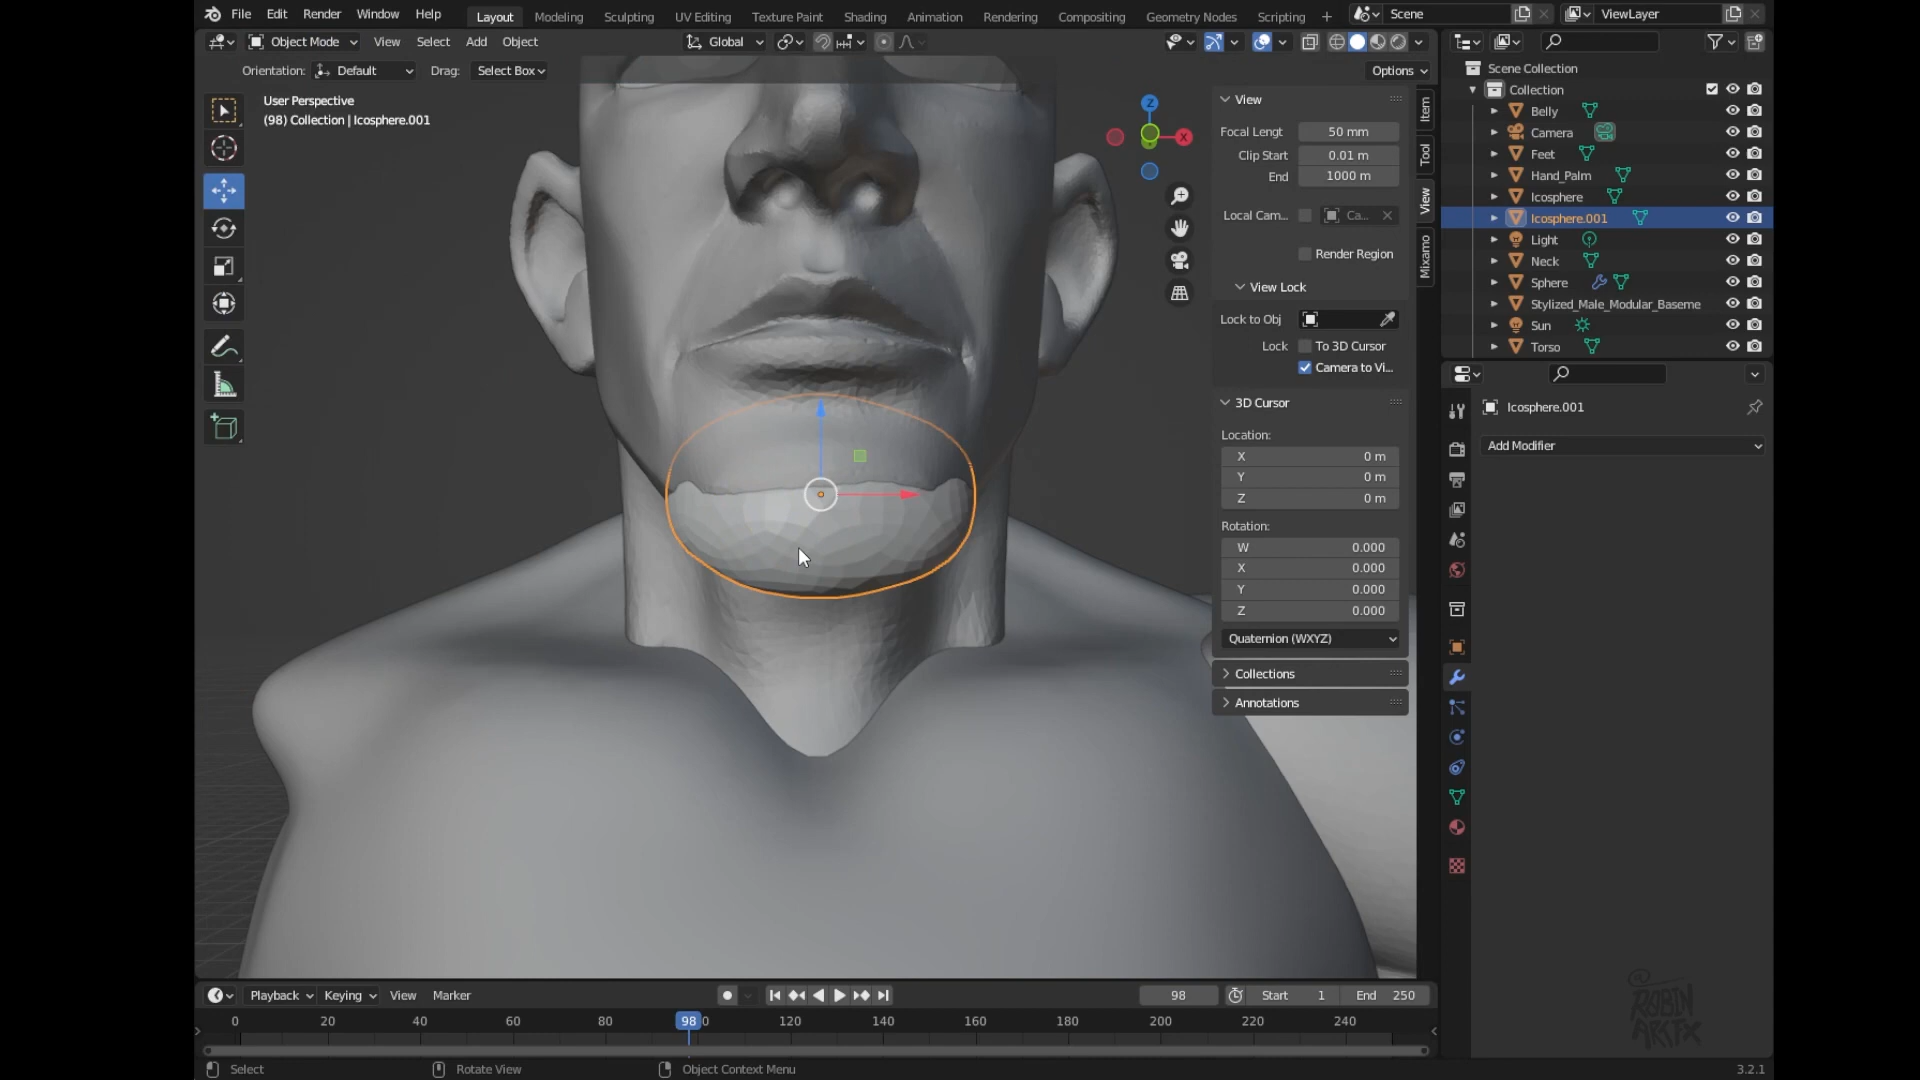 File Edit Render Window Help Layout Modeling Sculpting UV Editing Texture Paint Shading Animation Rendering Compositing Geometry Nodes Scripting + Scene ViewLayer
Object Mode View Select Add Object Global
Orientation: Default Drag: Select Box Options
User Perspective
(98) Collection | Icosphere.001
View
Focal Lengt 50 mm
Clip Start 0.01 m
End 1000 m
Local Cam... Ca...
Render Region
View Lock
Lock to Obj
Lock To 3D Cursor
Camera to Vi...
3D Cursor
Location:
X 0 m
Y 0 m
Z 0 m
Rotation:
W 0.000
X 0.000
Y 0.000
Z 0.000
Quaternion (WXYZ)
Collections
Annotations
Z
X
Item
Tool
View
Mixamo
Scene Collection
Collection
Belly
Camera
Feet
Hand_Palm
Icosphere
Icosphere.001
Light
Neck
Sphere
Stylized_Male_Modular_Baseme
Sun
Torso
Icosphere.001
Add Modifier
@
ROBIN
ARTFX
Playback Keying View Marker 98 Start 1 End 250
0 20 40 60 80 98 0 120 140 160 180 200 220 240
Select Rotate View Object Context Menu 3.2.1